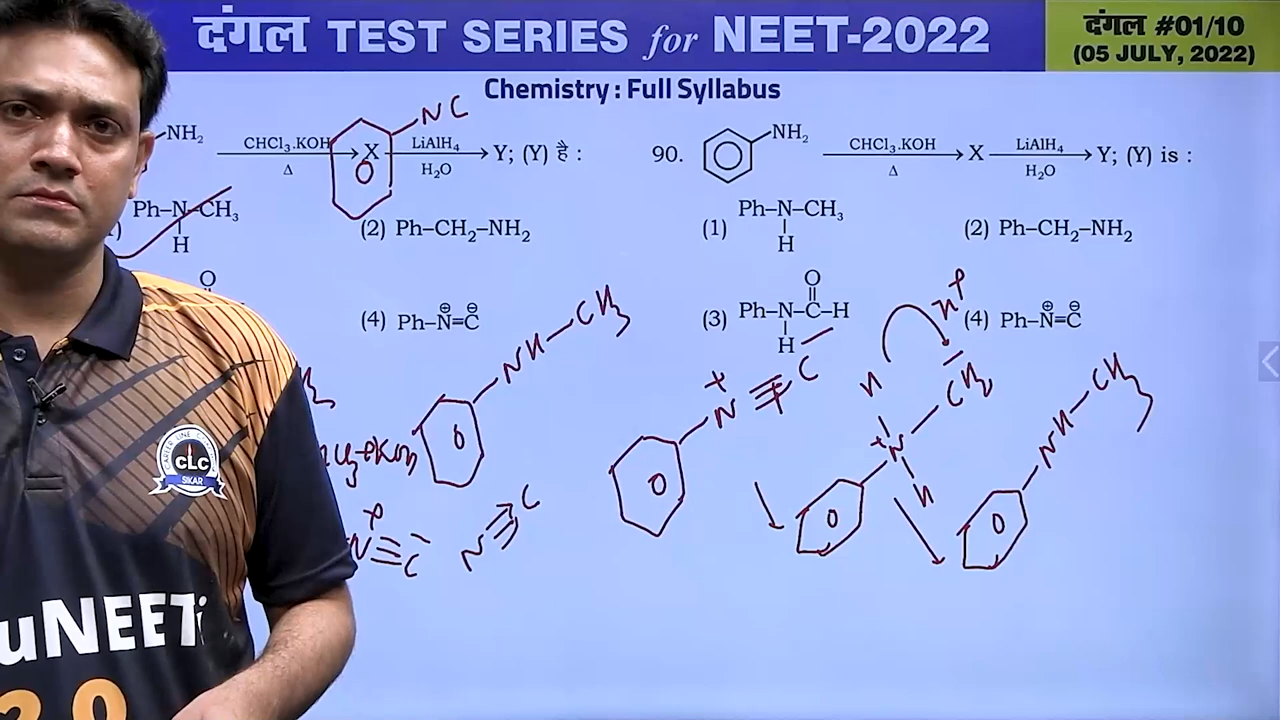 दंगल TEST SERIES for NEET-2022
दंगल #01/10
(05 JULY, 2022)
Chemistry : Full Syllabus
NH₂
CHCl₃.KOH
Δ
X
NC
LiAlH₄
H₂O
Y; (Y) है :
Ph–N–CH₃
H
(2) Ph–CH₂–NH₂
O
(4) Ph–N⊕=C⊖
90.
NH₂
CHCl₃.KOH
Δ
X
LiAlH₄
H₂O
Y; (Y) is :
(1) Ph–N–CH₃
H
(2) Ph–CH₂–NH₂
(3) Ph–N–C–H
O
H
(4) Ph–N⊕=C⊖
NH–CH₃
N+≡C-
N≡C
N+≡C
H
N+
CH₃
H
H+
NH–CH₃
CLC
SIKAR
uNEETi